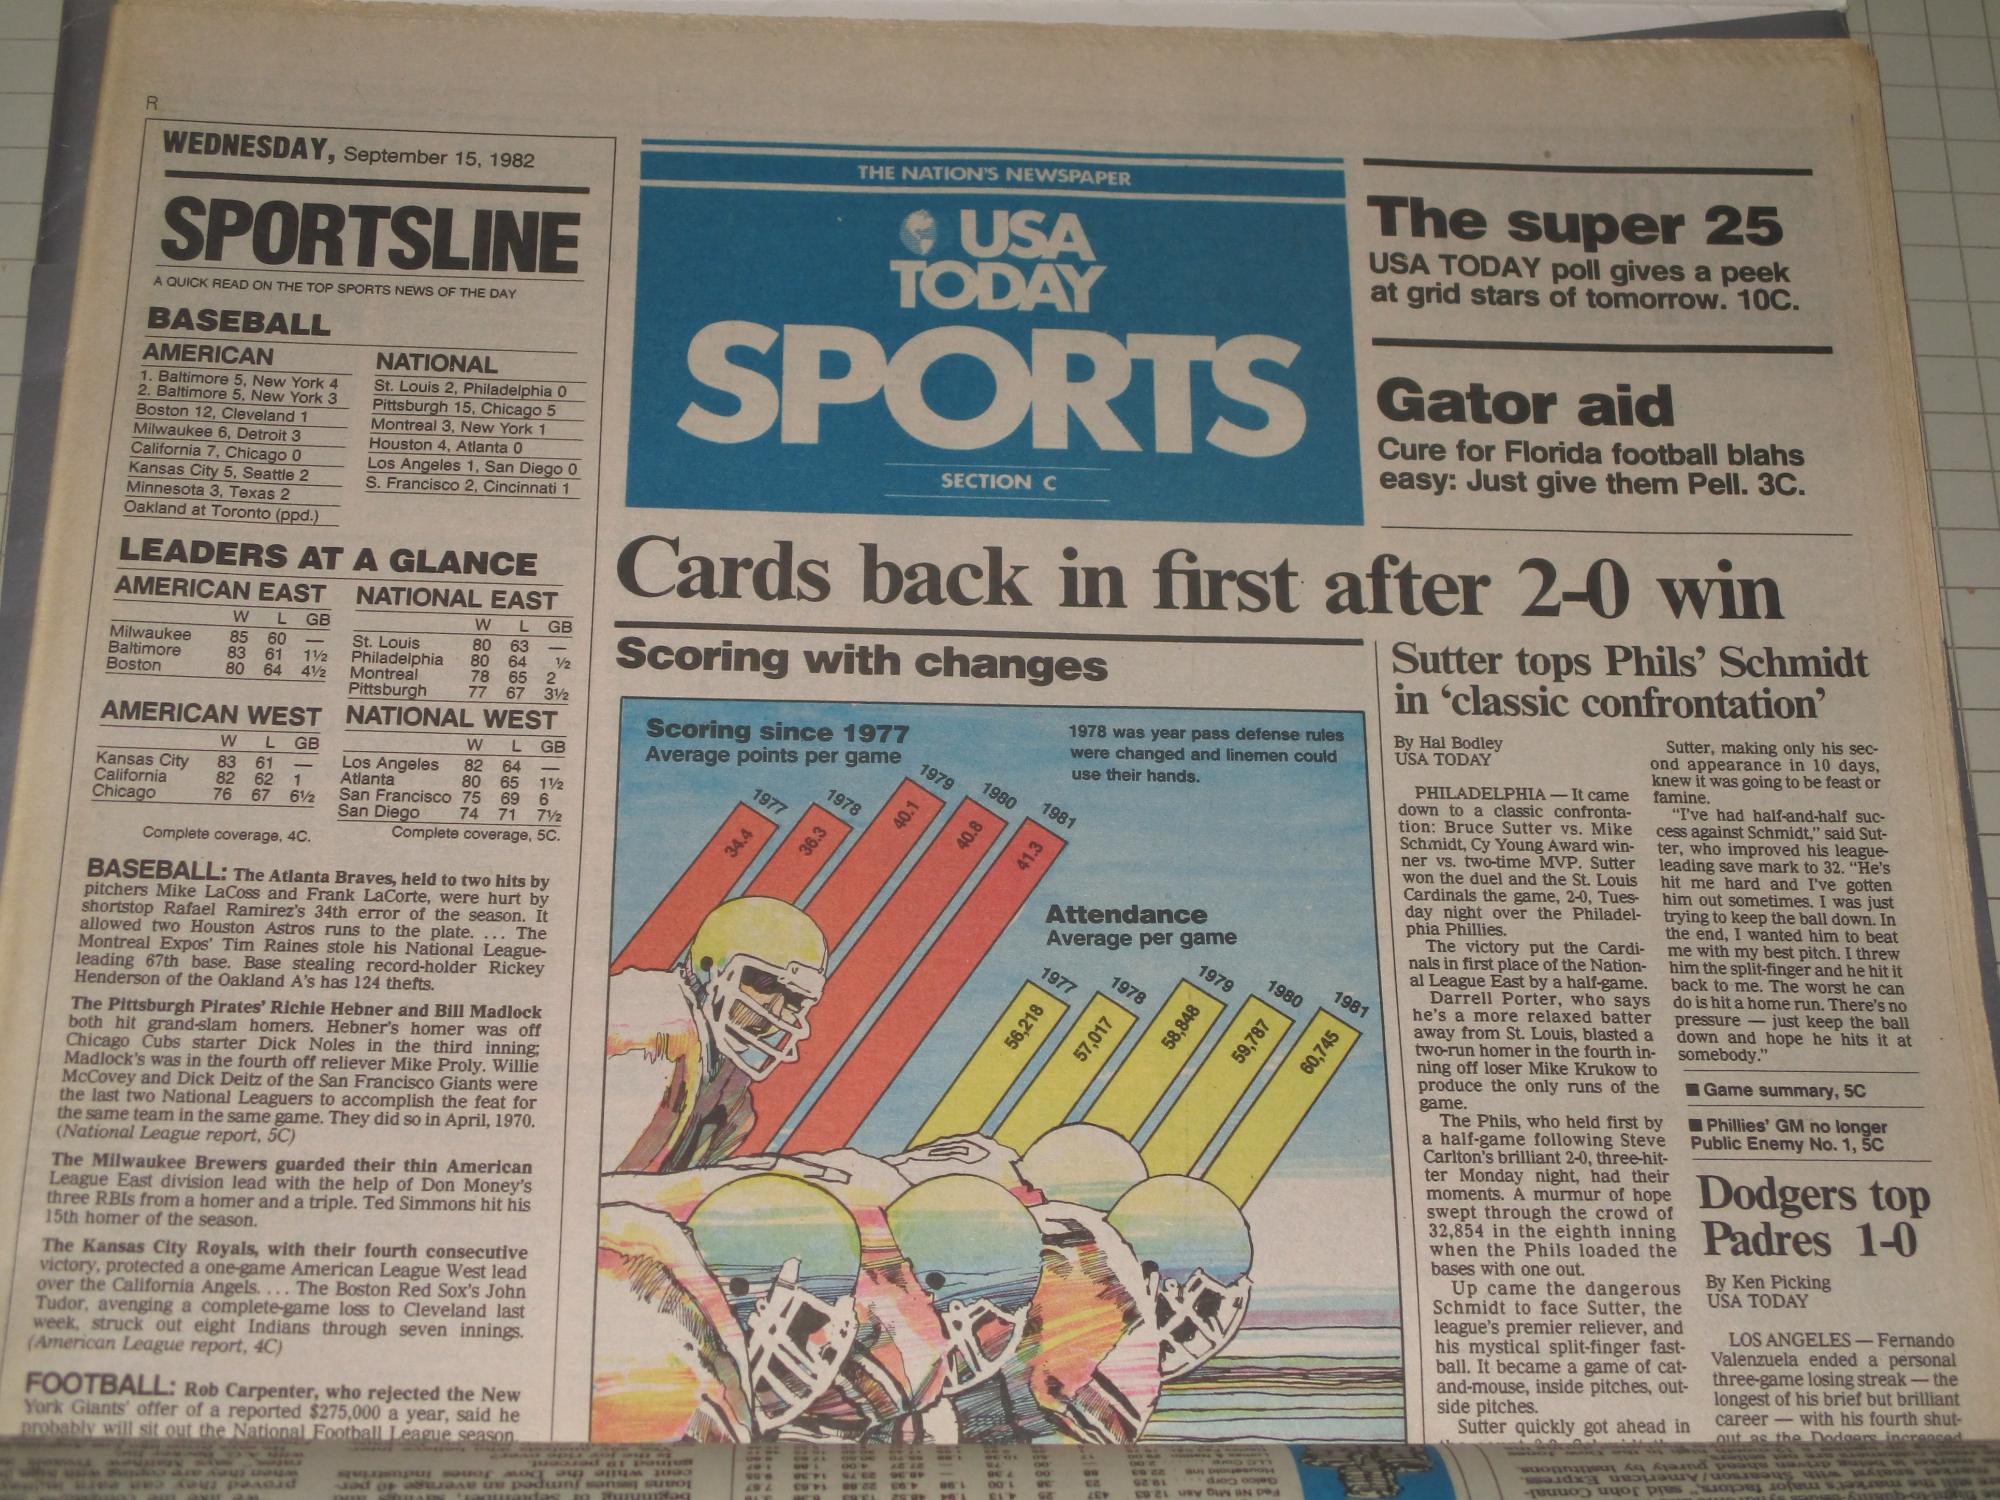 R
WEDNESDAY, September 15, 1982
SPORTSLINE
A QUICK READ ON THE TOP SPORTS NEWS OF THE DAY
BASEBALL
AMERICAN
1. Baltimore 5, New York 4
2. Baltimore 5, New York 3
Boston 12, Cleveland 1
Milwaukee 6, Detroit 3
California 7, Chicago 0
Kansas City 5, Seattle 2
Minnesota 3, Texas 2
Oakland at Toronto (ppd.)
NATIONAL
St. Louis 2, Philadelphia 0
Pittsburgh 15, Chicago 5
Montreal 3, New York 1
Houston 4, Atlanta 0
Los Angeles 1, San Diego 0
S. Francisco 2, Cincinnati 1
LEADERS AT A GLANCE
AMERICAN EAST
W L GB
Milwaukee 85 60 —
Baltimore 83 61 1½
Boston 80 64 4½
NATIONAL EAST
W L GB
St. Louis 80 63 —
Philadelphia 80 64 ½
Montreal 78 65 2
Pittsburgh 77 67 3½
AMERICAN WEST
W L GB
Kansas City 83 61 —
California 82 62 1
Chicago 76 67 6½
Complete coverage, 4C.
NATIONAL WEST
W L GB
Los Angeles 82 64 —
Atlanta 80 65 1½
San Francisco 75 69 6
San Diego 74 71 7½
Complete coverage, 5C.
BASEBALL: The Atlanta Braves, held to two hits by
pitchers Mike LaCoss and Frank LaCorte, were hurt by
shortstop Rafael Ramirez's 34th error of the season. It
allowed two Houston Astros runs to the plate. ... The
Montreal Expos' Tim Raines stole his National League-
leading 67th base. Base stealing record-holder Rickey
Henderson of the Oakland A's has 124 thefts.
The Pittsburgh Pirates' Richie Hebner and Bill Madlock
both hit grand-slam homers. Hebner's homer was off
Chicago Cubs starter Dick Noles in the third inning;
Madlock's was in the fourth off reliever Mike Proly. Willie
McCovey and Dick Deitz of the San Francisco Giants were
the last two National Leaguers to accomplish the feat for
the same team in the same game. They did so in April, 1970.
(National League report, 5C)
The Milwaukee Brewers guarded their thin American
League East division lead with the help of Don Money's
three RBIs from a homer and a triple. Ted Simmons hit his
15th homer of the season.
The Kansas City Royals, with their fourth consecutive
victory, protected a one-game American League West lead
over the California Angels. ... The Boston Red Sox's John
Tudor, avenging a complete-game loss to Cleveland last
week, struck out eight Indians through seven innings.
(American League report, 4C)
FOOTBALL: Rob Carpenter, who rejected the New
York Giants' offer of a reported $275,000 a year, said he
probably will sit out the National Football League season.
THE NATION'S NEWSPAPER
USA
TODAY
SPORTS
SECTION C
The super 25
USA TODAY poll gives a peek
at grid stars of tomorrow. 10C.
Gator aid
Cure for Florida football blahs
easy: Just give them Pell. 3C.
Cards back in first after 2-0 win
Scoring with changes
Scoring since 1977
Average points per game
1978 was year pass defense rules
were changed and linemen could
use their hands.
1977 1978 1979 1980 1981
34.4 36.3 40.1 40.8 41.3
Attendance
Average per game
1977 1978 1979 1980 1981
56,218 57,017 58,848 59,787 60,745
Sutter tops Phils' Schmidt
in 'classic confrontation'
By Hal Bodley
USA TODAY
PHILADELPHIA — It came
down to a classic confronta-
tion: Bruce Sutter vs. Mike
Schmidt, Cy Young Award win-
ner vs. two-time MVP. Sutter
won the duel and the St. Louis
Cardinals the game, 2-0, Tues-
day night over the Philadel-
phia Phillies.
The victory put the Cardi-
nals in first place of the Nation-
al League East by a half-game.
Darrell Porter, who says
he's a more relaxed batter
away from St. Louis, blasted a
two-run homer in the fourth in-
ning off loser Mike Krukow to
produce the only runs of the
game.
The Phils, who held first by
a half-game following Steve
Carlton's brilliant 2-0, three-hit-
ter Monday night, had their
moments. A murmur of hope
swept through the crowd of
32,854 in the eighth inning
when the Phils loaded the
bases with one out.
Up came the dangerous
Schmidt to face Sutter, the
league's premier reliever, and
his mystical split-finger fast-
ball. It became a game of cat-
and-mouse, inside pitches, out-
side pitches.
Sutter quickly got ahead in
Sutter, making only his sec-
ond appearance in 10 days,
knew it was going to be feast or
famine.
"I've had half-and-half suc-
cess against Schmidt," said Sut-
ter, who improved his league-
leading save mark to 32. "He's
hit me hard and I've gotten
him out sometimes. I was just
trying to keep the ball down. In
the end, I wanted him to beat
me with my best pitch. I threw
him the split-finger and he hit it
back to me. The worst he can
do is hit a home run. There's no
pressure — just keep the ball
down and hope he hits it at
somebody."
■ Game summary, 5C
■ Phillies' GM no longer
Public Enemy No. 1, 5C
Dodgers top
Padres 1-0
By Ken Picking
USA TODAY
LOS ANGELES — Fernando
Valenzuela ended a personal
three-game losing streak — the
longest of his brief but brilliant
career — with his fourth shut-
out as the Dodgers increased